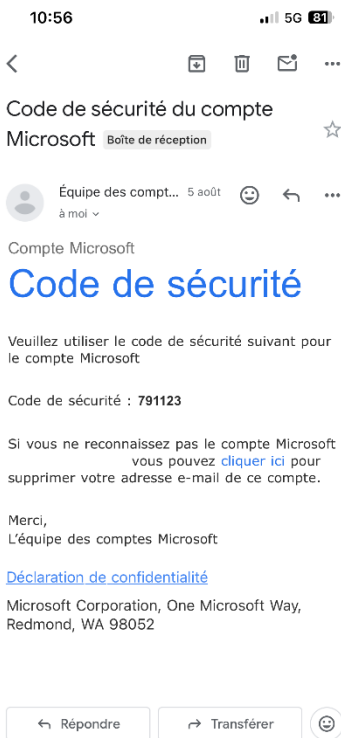 10:56
5G 81
Code de sécurité du compte
Microsoft Boîte de réception
Équipe des compt... 5 août
à moi
Compte Microsoft
Code de sécurité
Veuillez utiliser le code de sécurité suivant pour
le compte Microsoft
Code de sécurité : 791123
Si vous ne reconnaissez pas le compte Microsoft
vous pouvez cliquer ici pour
supprimer votre adresse e-mail de ce compte.
Merci,
L'équipe des comptes Microsoft
Déclaration de confidentialité
Microsoft Corporation, One Microsoft Way,
Redmond, WA 98052
Répondre Transférer